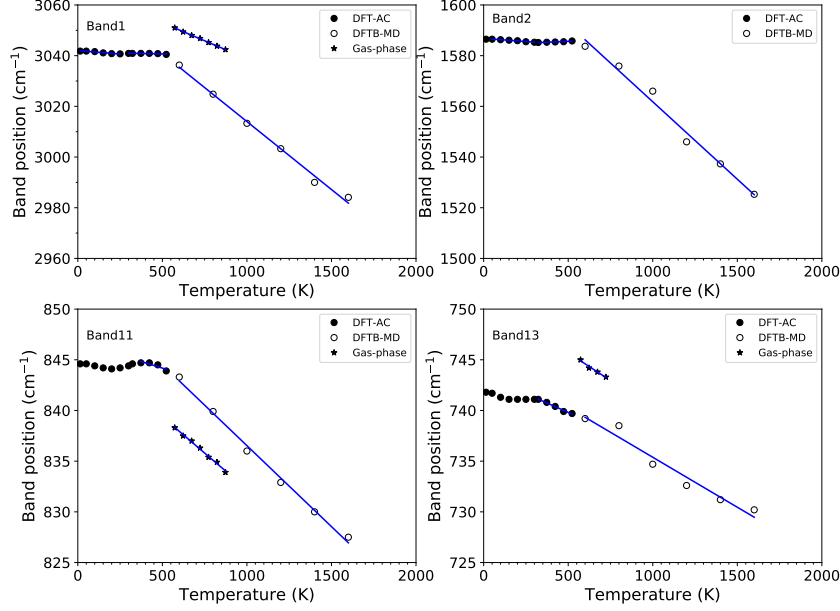 3060
3040
3020
3000
2980
2960
0
500
1000
1500
2000
Temperature (K)
Band position (cm⁻¹)
Band1
DFT-AC
DFTB-MD
Gas-phase
1600
1580
1560
1540
1520
1500
0
500
1000
1500
2000
Temperature (K)
Band position (cm⁻¹)
Band2
DFT-AC
DFTB-MD
850
845
840
835
830
825
0
500
1000
1500
2000
Temperature (K)
Band position (cm⁻¹)
Band11
DFT-AC
DFTB-MD
Gas-phase
750
745
740
735
730
725
0
500
1000
1500
2000
Temperature (K)
Band position (cm⁻¹)
Band13
DFT-AC
DFTB-MD
Gas-phase